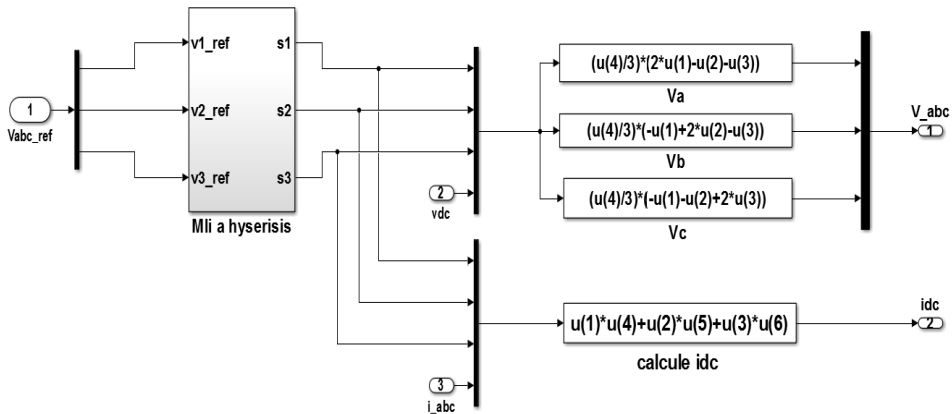 1
Vabc_ref
v1_ref
v2_ref
v3_ref
s1
s2
s3
Mli a hyserisis
2
vdc
(u(4)/3)*(2*u(1)-u(2)-u(3))
Va
(u(4)/3)*(-u(1)+2*u(2)-u(3))
Vb
(u(4)/3)*(-u(1)-u(2)+2*u(3))
Vc
V_abc
1
3
i_abc
u(1)*u(4)+u(2)*u(5)+u(3)*u(6)
calcule idc
idc
2